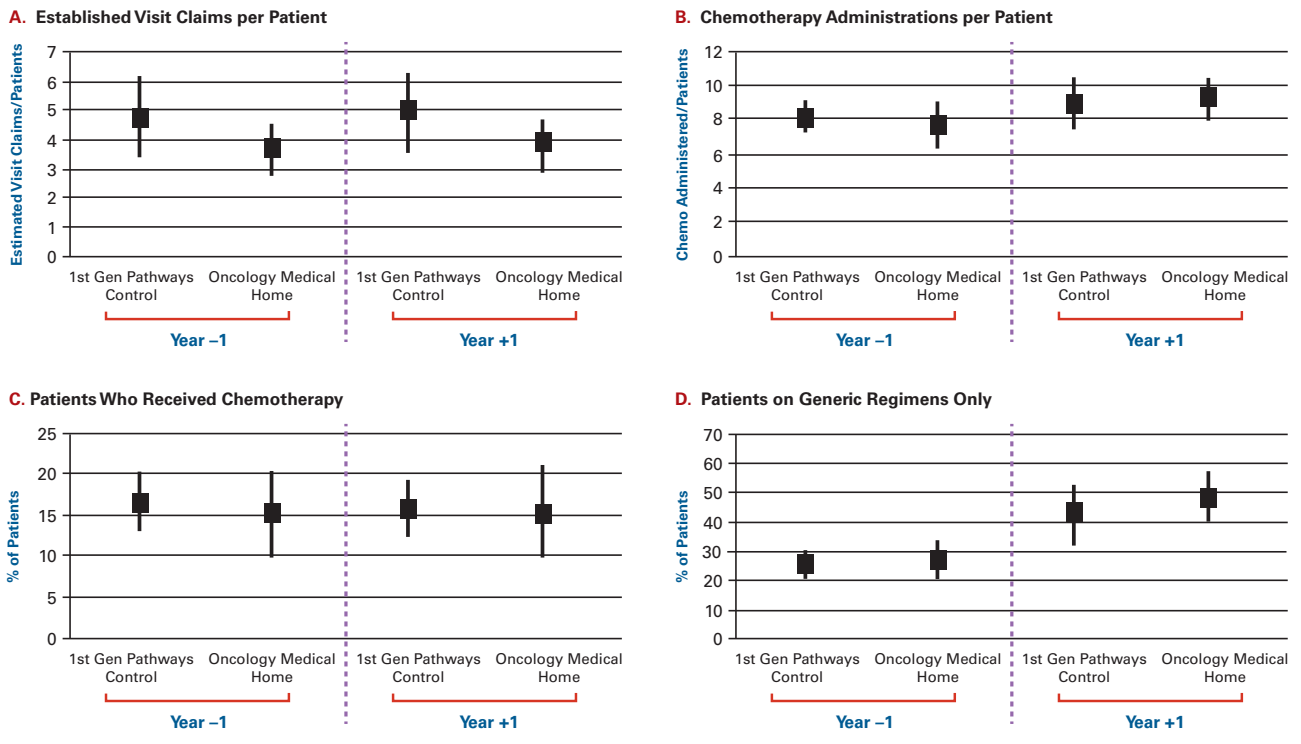 A. Established Visit Claims per Patient
Estimated Visit Claims/Patients
7
6
5
4
3
2
1
0
1st Gen Pathways Control
Oncology Medical Home
1st Gen Pathways Control
Oncology Medical Home
Year –1
Year +1
B. Chemotherapy Administrations per Patient
Chemo Administered/Patients
12
10
8
6
4
2
0
1st Gen Pathways Control
Oncology Medical Home
1st Gen Pathways Control
Oncology Medical Home
Year –1
Year +1
C. Patients Who Received Chemotherapy
% of Patients
25
20
15
10
5
0
1st Gen Pathways Control
Oncology Medical Home
1st Gen Pathways Control
Oncology Medical Home
Year –1
Year +1
D. Patients on Generic Regimens Only
% of Patients
70
60
50
40
30
20
10
0
1st Gen Pathways Control
Oncology Medical Home
1st Gen Pathways Control
Oncology Medical Home
Year –1
Year +1